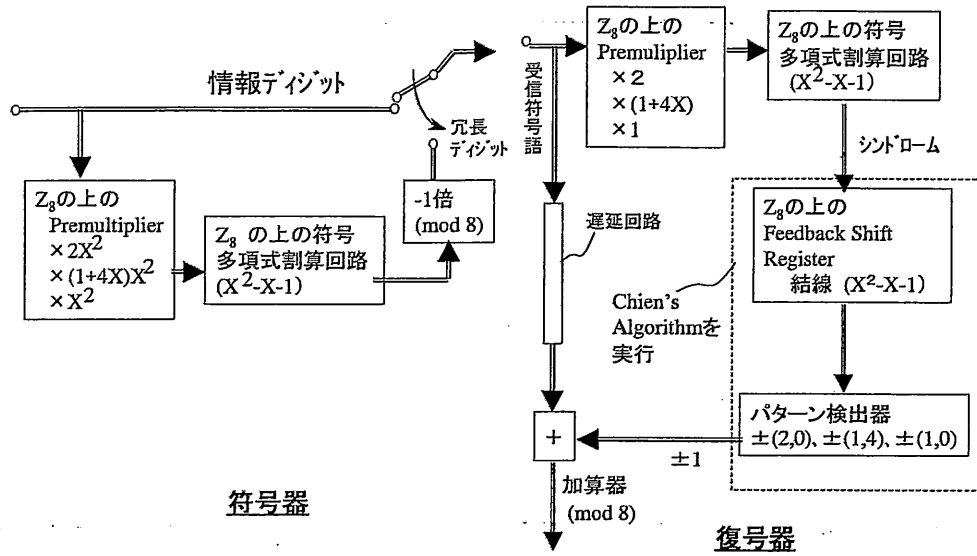 情報ディジット
冗長
ディジット
Z₈の上の
Premultiplier
×2X²
×(1+4X)X²
×X²
Z₈ の上の符号
多項式割算回路
(X²-X-1)
-1倍
(mod 8)
符号器
受信符号語
Z₈の上の
Premuliplier
×2
×(1+4X)
×1
Z₈の上の符号
多項式割算回路
(X²-X-1)
シンドローム
遅延回路
Z₈の上の
Feedback Shift
Register
結線 (X²-X-1)
Chien's
Algorithmを
実行
パターン検出器
±(2,0)、±(1,4)、±(1,0)
±1
+
加算器
(mod 8)
復号器